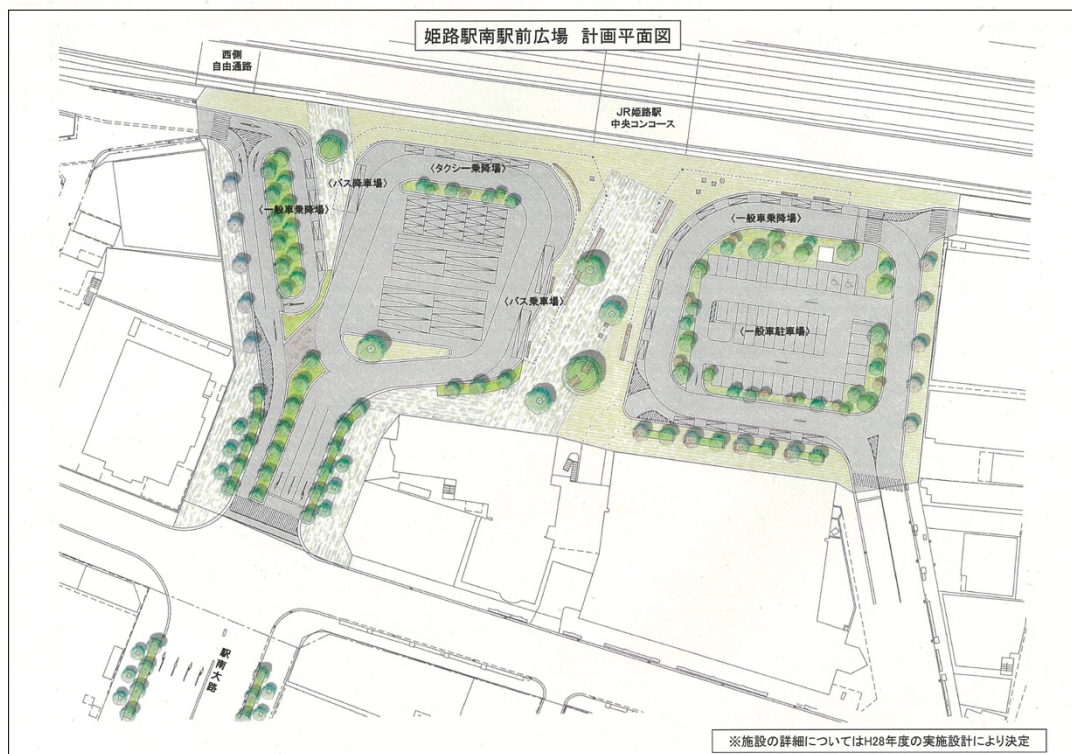 姫路駅南駅前広場 計画平面図
西側
自由通路
JR姫路駅
中央コンコース
〈タクシー乗降場〉
〈バス降車場〉
〈一般車乗降場〉
〈一般車乗降場〉
〈バス乗車場〉
〈一般車駐車場〉
駅南大路
※施設の詳細についてはH28年度の実施設計により決定